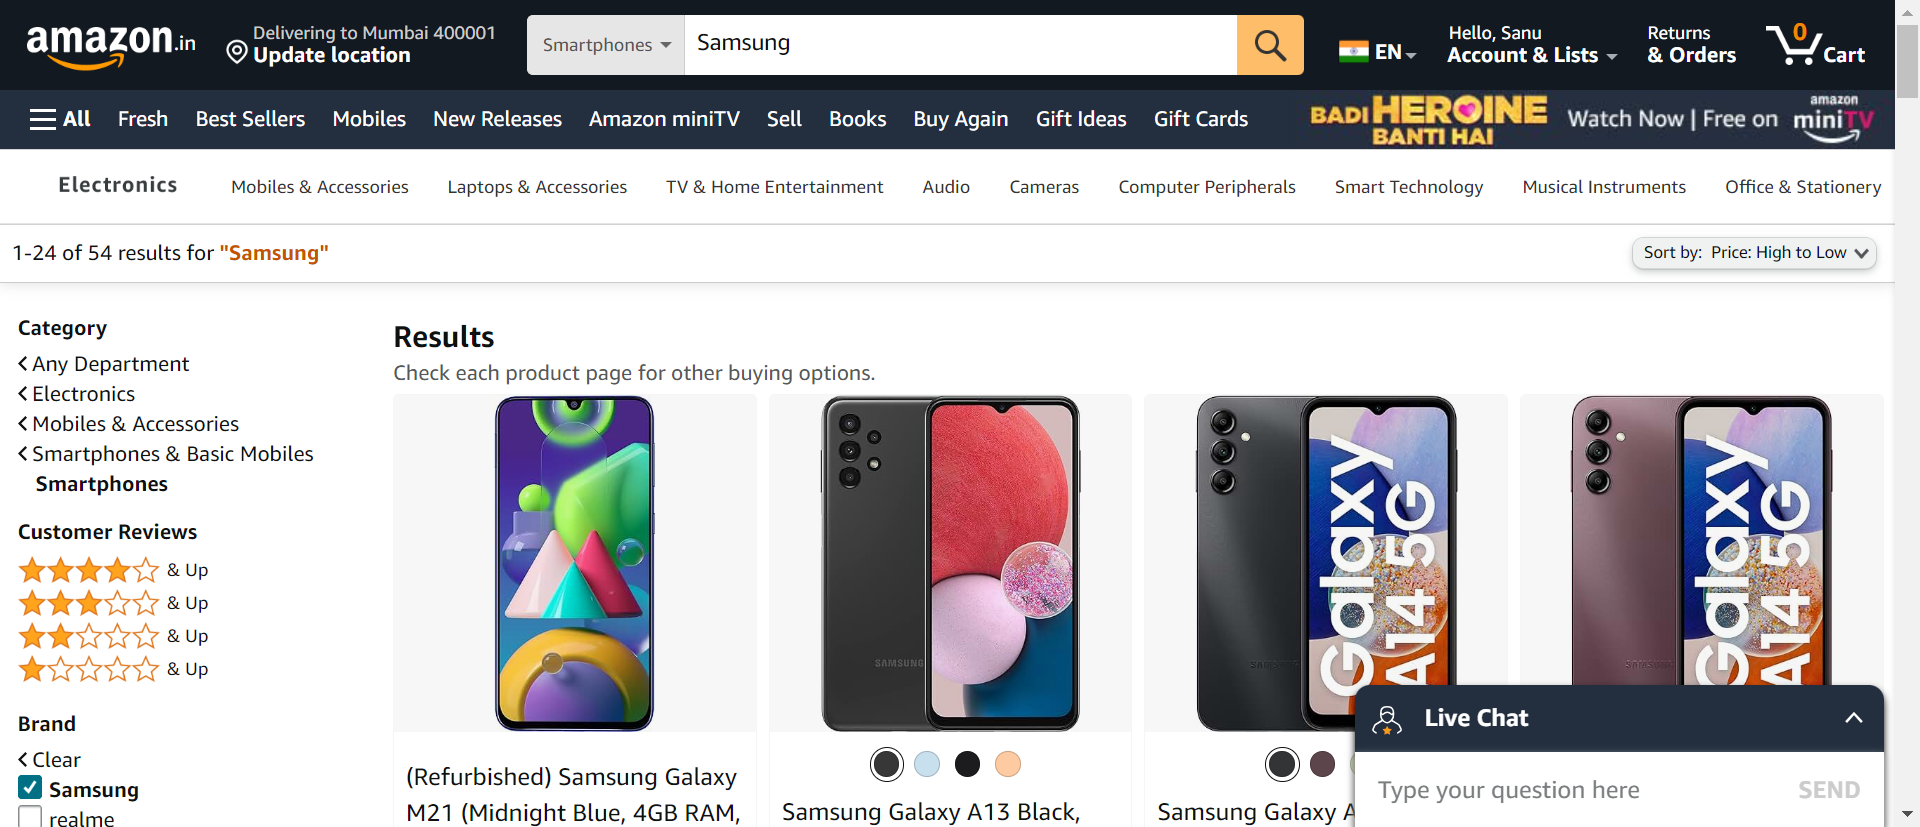 amazon.in
Delivering to Mumbai 400001
Update location
Smartphones
Samsung
EN
Hello, Sanu
Account & Lists
Returns
& Orders
0
Cart
All
Fresh
Best Sellers
Mobiles
New Releases
Amazon miniTV
Sell
Books
Buy Again
Gift Ideas
Gift Cards
BADI HEROINE
BANTI HAI
Watch Now | Free on
amazon
miniTV
Electronics
Mobiles & Accessories
Laptops & Accessories
TV & Home Entertainment
Audio
Cameras
Computer Peripherals
Smart Technology
Musical Instruments
Office & Stationery
1-24 of 54 results for "Samsung"
Sort by: Price: High to Low
Category
Any Department
Electronics
Mobiles & Accessories
Smartphones & Basic Mobiles
Smartphones
Customer Reviews
& Up
& Up
& Up
& Up
Brand
Clear
Samsung
realme
Results
Check each product page for other buying options.
SAMSUNG
Galaxy
A14 5G
SAMSUNG
Galaxy
A14 5G
SAMSUNG
(Refurbished) Samsung Galaxy
M21 (Midnight Blue, 4GB RAM,
Samsung Galaxy A13 Black,
Samsung Galaxy A
Live Chat
Type your question here
SEND